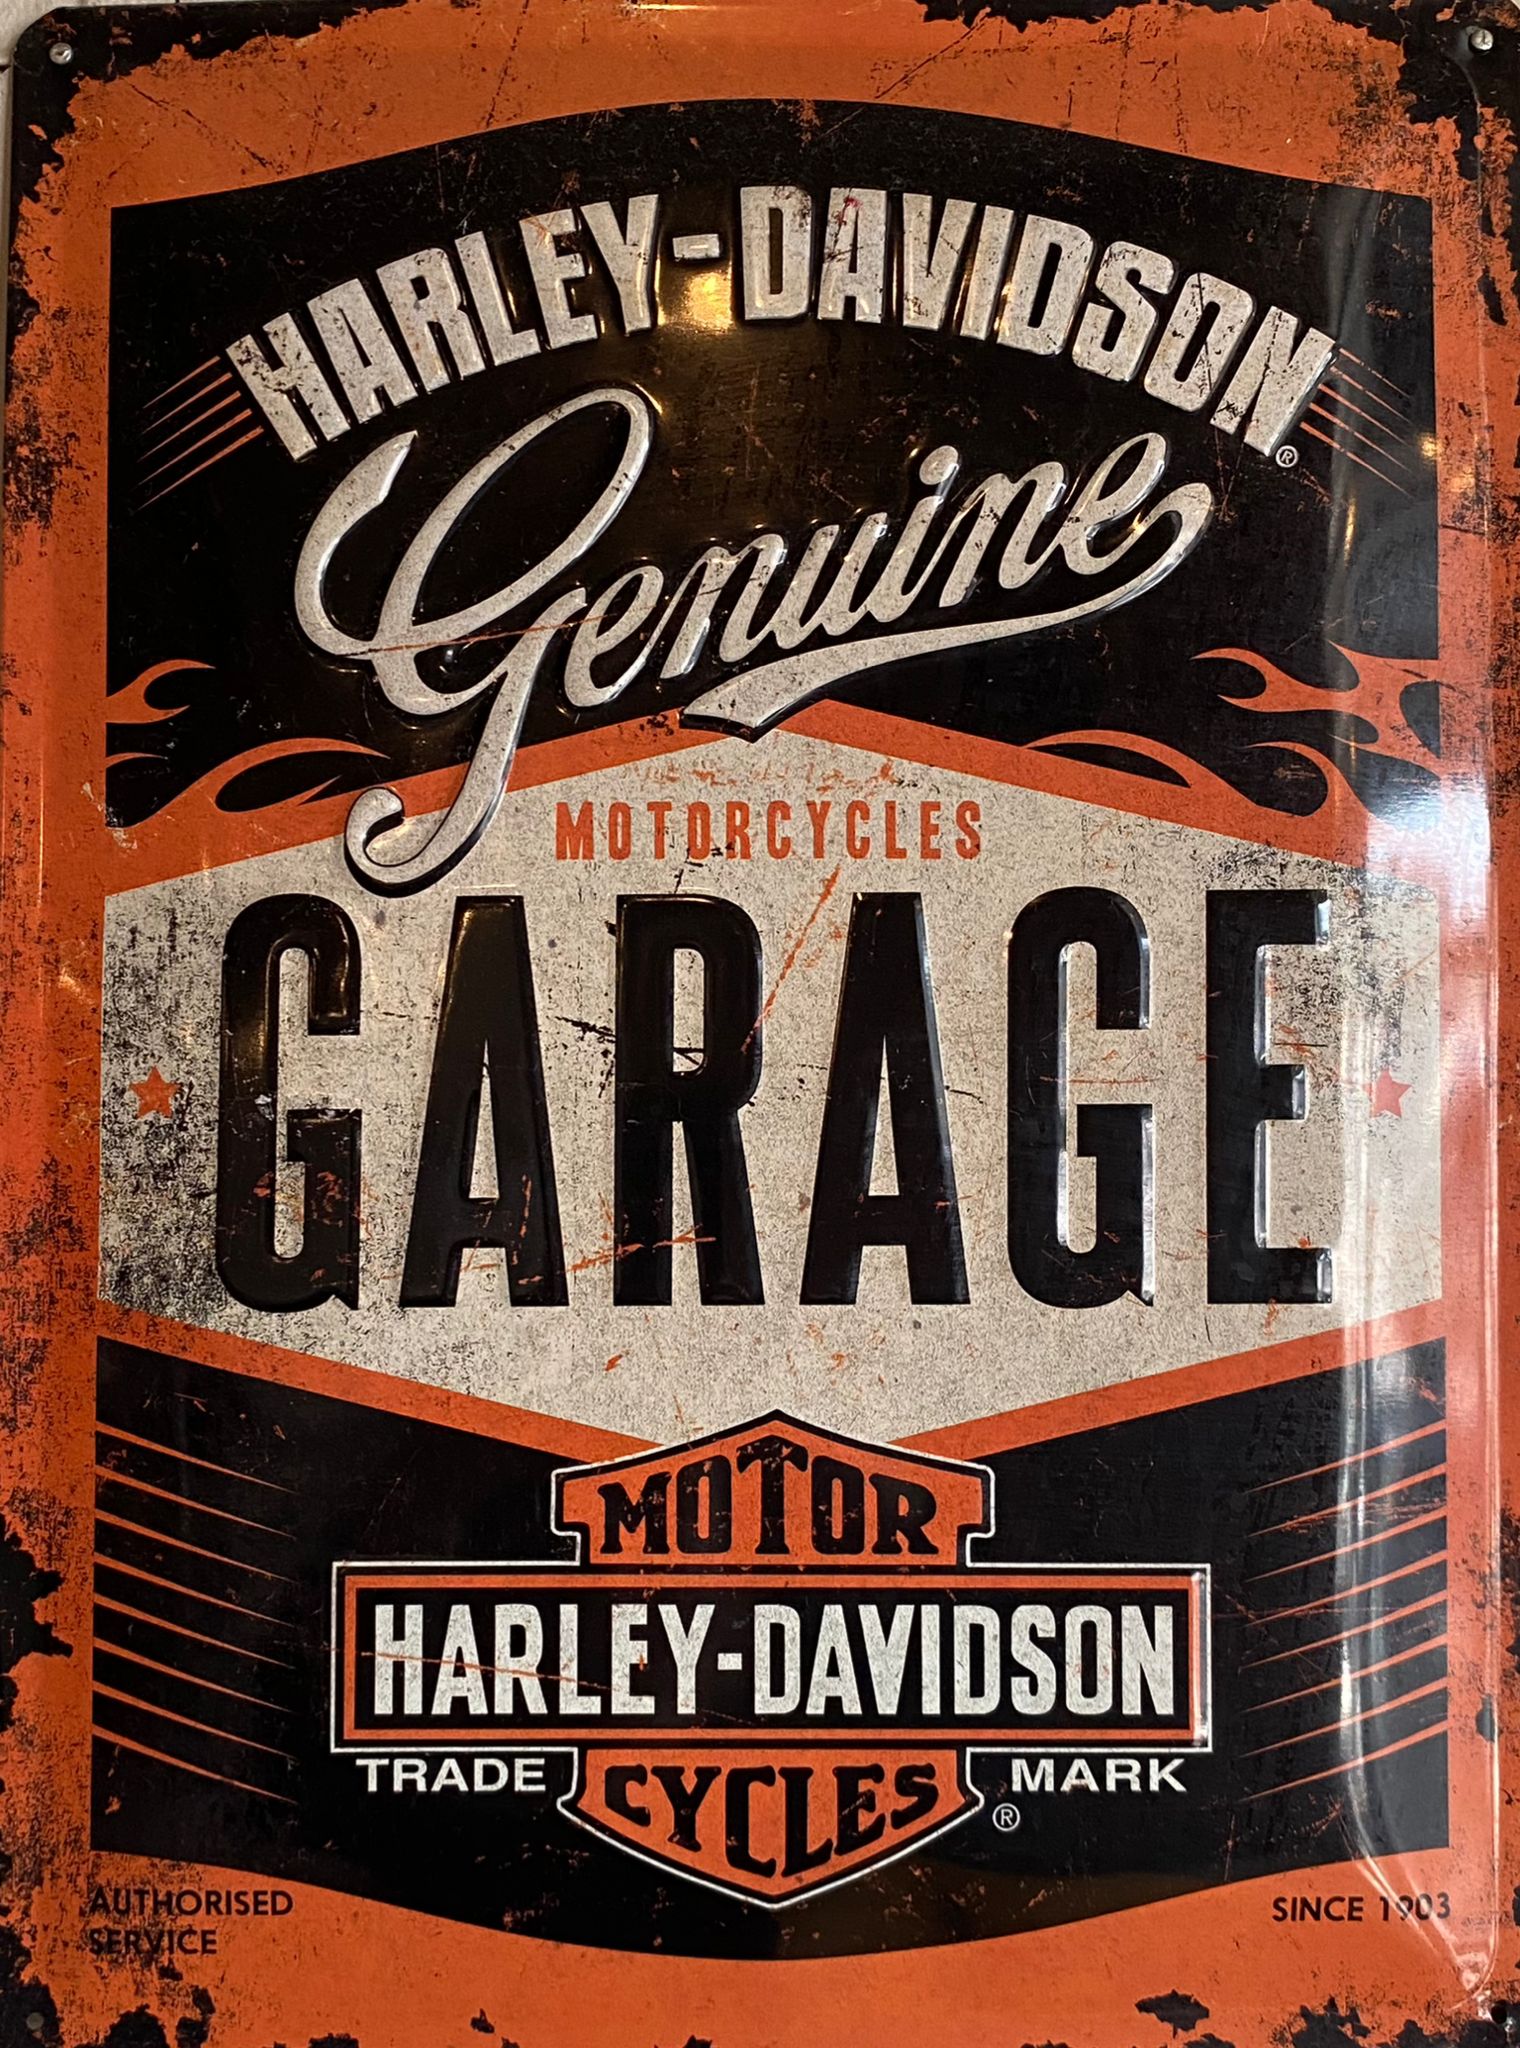 HARLEY-DAVIDSON®
Genuine
MOTORCYCLES
GARAGE
MOTOR
HARLEY-DAVIDSON
TRADE MARK
CYCLES®
AUTHORISED
SERVICE
SINCE 1903